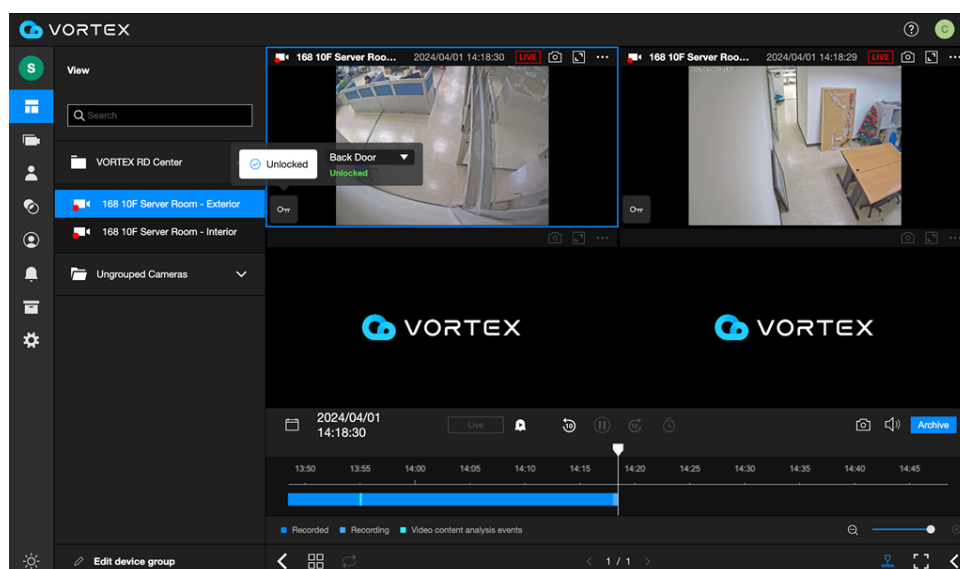 VORTEX
?
C
S
View
Search
VORTEX RD Center
168 10F Server Room - Exterior
168 10F Server Room - Interior
Ungrouped Cameras
Edit device group
168 10F Server Roo... 2024/04/01 14:18:30 LIVE
168 10F Server Roo... 2024/04/01 14:18:29 LIVE
Unlocked
Back Door
Unlocked
VORTEX
VORTEX
2024/04/01
14:18:30
Live
10
10
Archive
13:50 13:55 14:00 14:05 14:10 14:15 14:20 14:25 14:30 14:35 14:40 14:45
Recorded Recording Video content analysis events
1 / 1